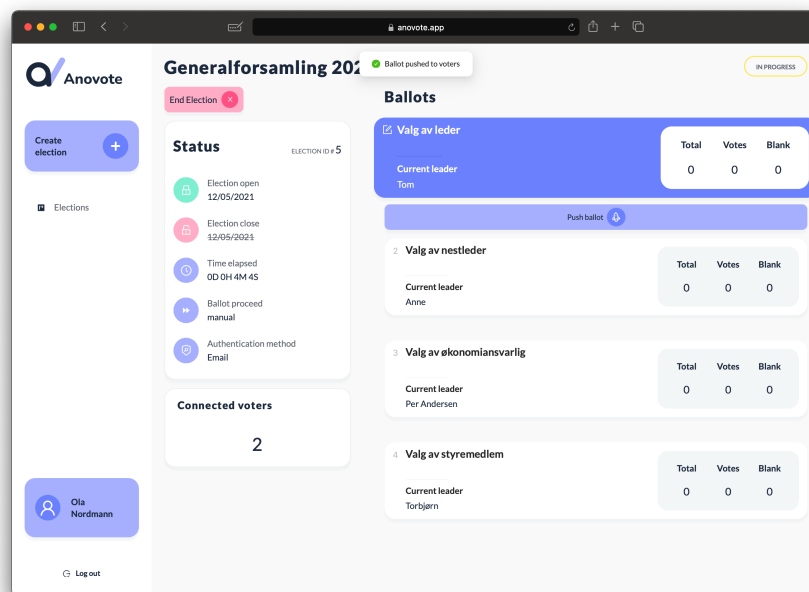 anovote.app
Anovote
Generalforsamling 202
Ballot pushed to voters
IN PROGRESS
End Election
Create
election
Elections
Status
ELECTION ID # 5
Election open
12/05/2021
Election close
12/05/2021
Time elapsed
0D 0H 4M 4S
Ballot proceed
manual
Authentication method
Email
Connected voters
2
Ballots
Valg av leder
Current leader
Tom
Total Votes Blank
0 0 0
Push ballot
2 Valg av nestleder
Current leader
Anne
Total Votes Blank
0 0 0
3 Valg av økonomiansvarlig
Current leader
Per Andersen
Total Votes Blank
0 0 0
4 Valg av styremedlem
Current leader
Torbjørn
Total Votes Blank
0 0 0
Ola
Nordmann
Log out